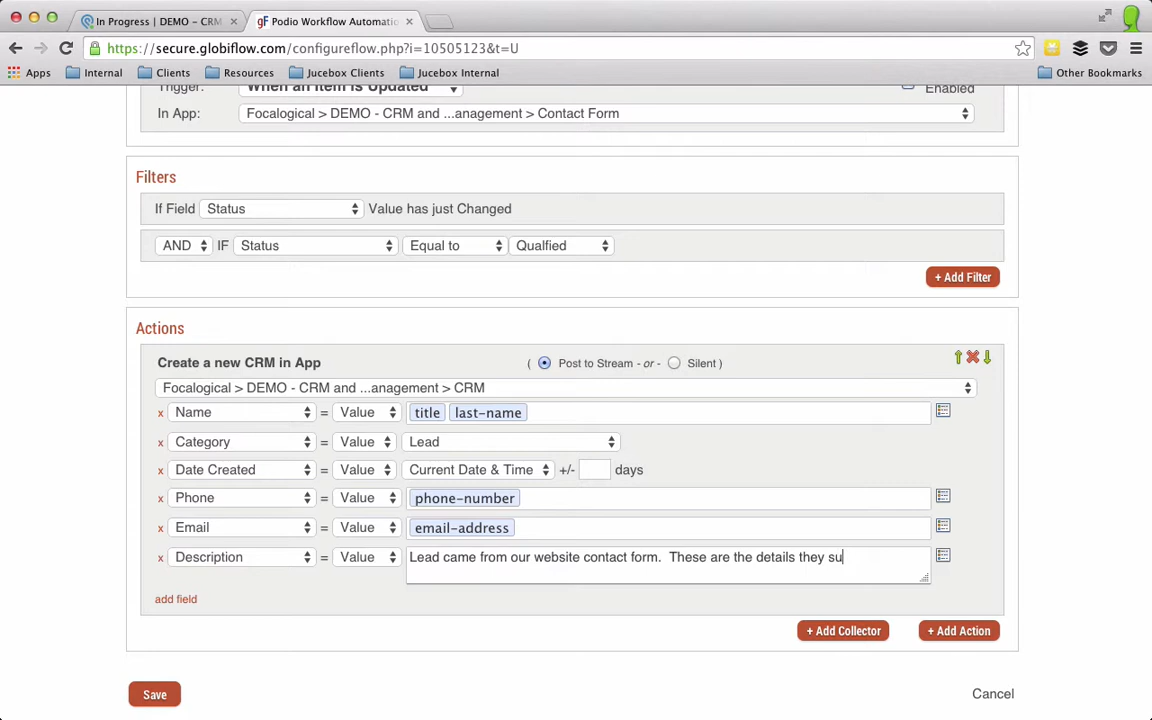 In Progress | DEMO – CRM
Podio Workflow Automatio
https://secure.globiflow.com/configureflow.php?i=10505123&t=U
Apps Internal Clients Resources Jucebox Clients Jucebox Internal Other Bookmarks
Trigger: When an Item is Updated Enabled
In App: Focalogical > DEMO - CRM and ...anagement > Contact Form
Filters
If Field Status Value has just Changed
AND IF Status Equal to Qualfied
+ Add Filter
Actions
Create a new CRM in App ( Post to Stream - or - Silent )
Focalogical > DEMO - CRM and ...anagement > CRM
x Name = Value title last-name
x Category = Value Lead
x Date Created = Value Current Date & Time +/- days
x Phone = Value phone-number
x Email = Value email-address
x Description = Value Lead came from our website contact form.  These are the details they su
add field
+ Add Collector + Add Action
Save Cancel